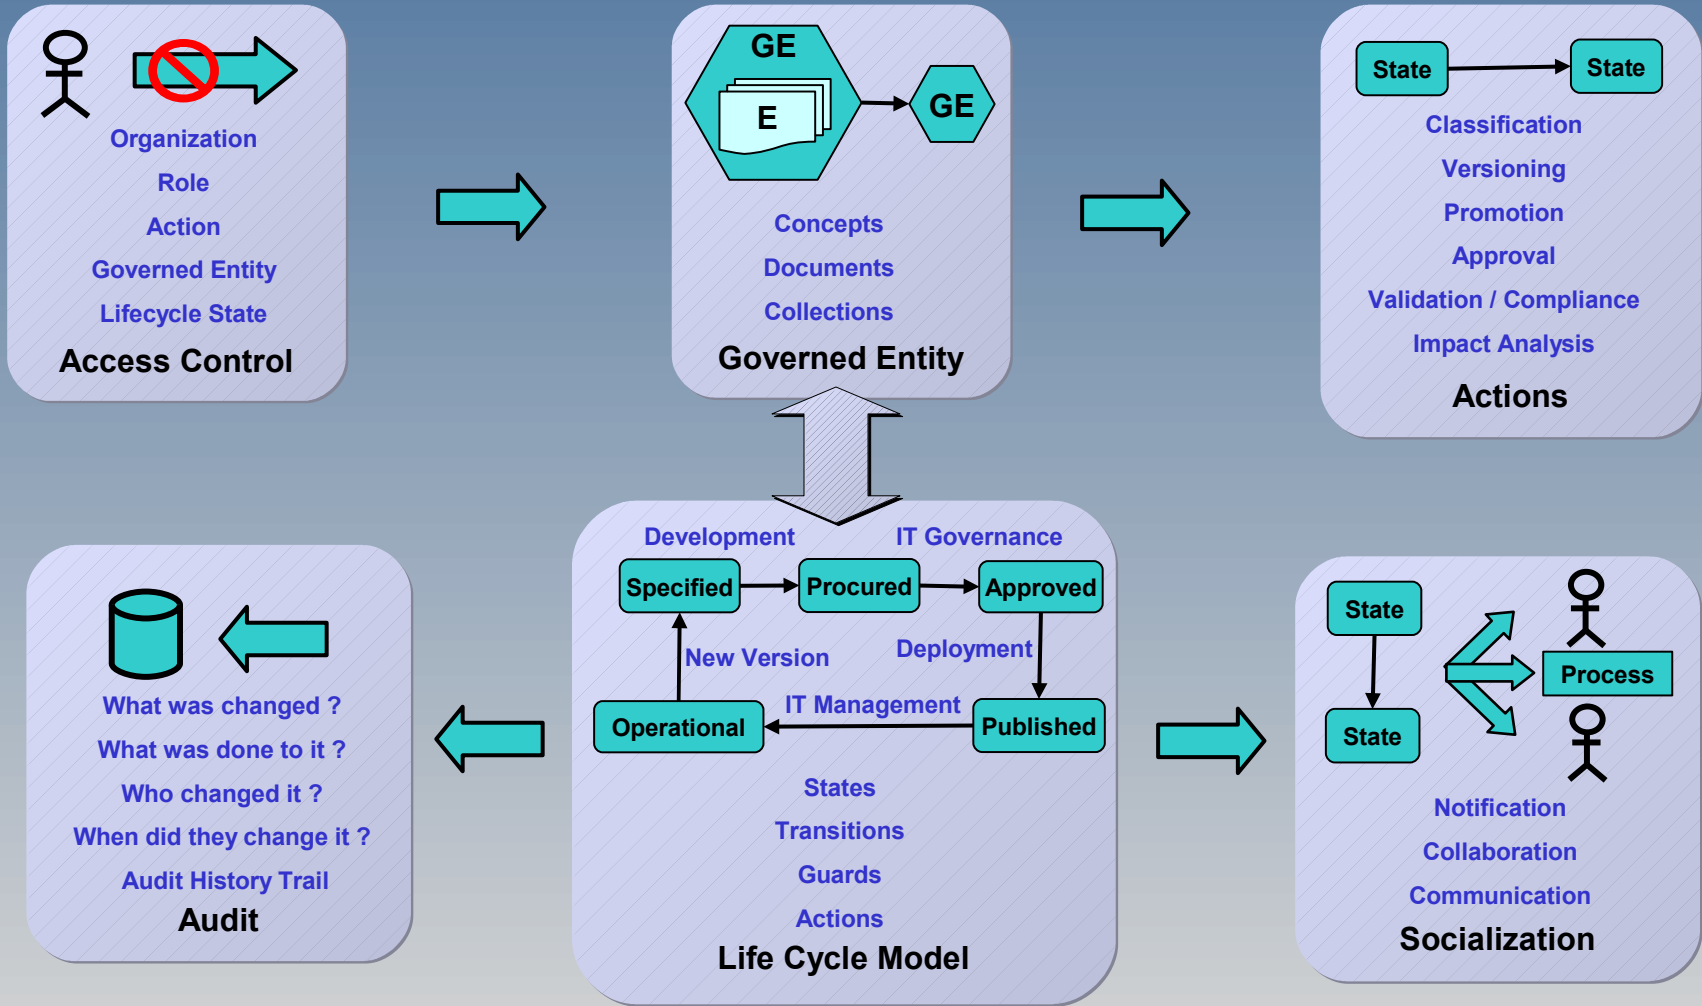 Organization
Role
Action
Governed Entity
Lifecycle State
Access Control
GE
E
GE
Concepts
Documents
Collections
Governed Entity
State
State
Classification
Versioning
Promotion
Approval
Validation / Compliance
Impact Analysis
Actions
What was changed ?
What was done to it ?
Who changed it ?
When did they change it ?
Audit History Trail
Audit
Development
IT Governance
Specified
Procured
Approved
New Version
Deployment
IT Management
Operational
Published
States
Transitions
Guards
Actions
Life Cycle Model
State
Process
State
Notification
Collaboration
Communication
Socialization